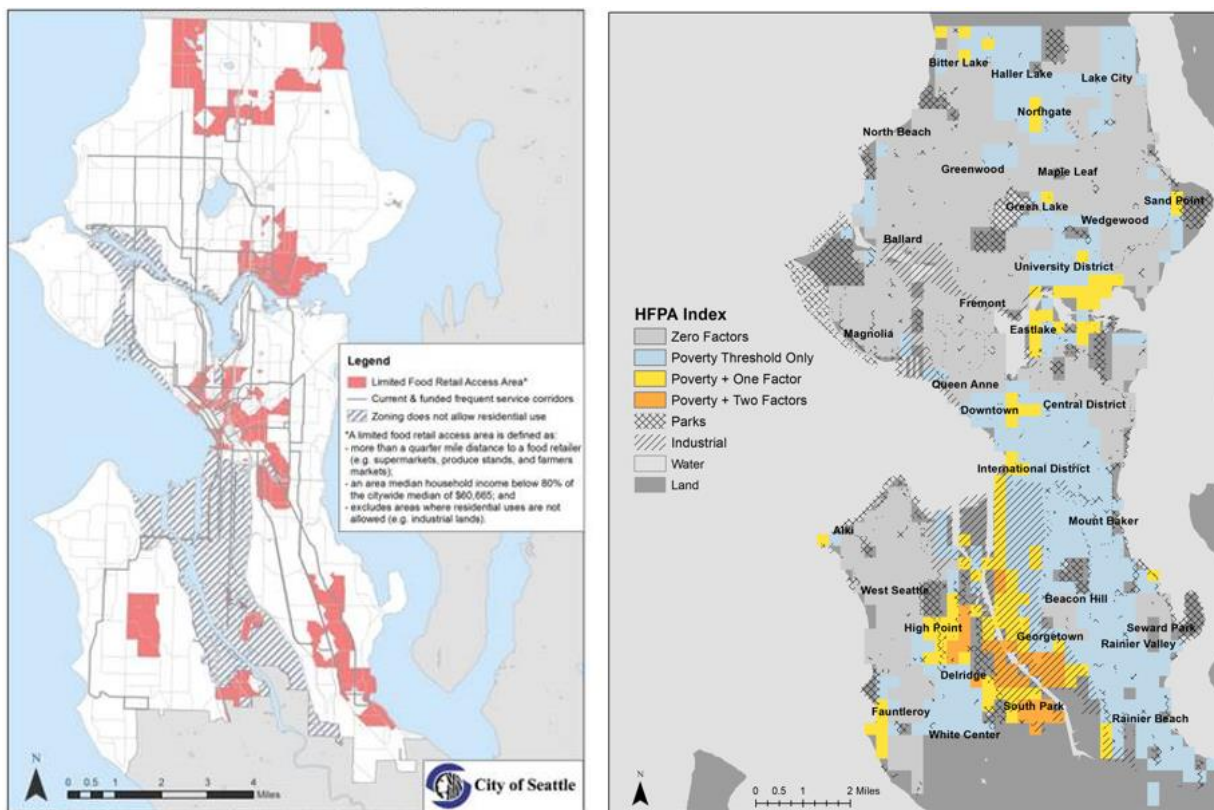 Legend
Limited Food Retail Access Area*
Current & funded frequent service corridors
Zoning does not allow residential use
*A limited food retail access area is defined as:
- more than a quarter mile distance to a food retailer
(e.g. supermarkets, produce stands, and farmers
markets);
- an area median household income below 80% of
the citywide median of $60,665; and
- excludes areas where residential uses are not
allowed (e.g. industrial lands).
N
0 0.5 1 2 3 4
Miles
City of Seattle
Bitter Lake
Haller Lake
Lake City
Northgate
North Beach
Greenwood
Maple Leaf
Green Lake
Sand Point
Wedgewood
Ballard
University District
Fremont
Eastlake
Magnolia
Queen Anne
Downtown
Central District
International District
Alki
Mount Baker
West Seattle
Beacon Hill
High Point
Georgetown
Seward Park
Rainier Valley
Delridge
Fauntleroy
South Park
Rainier Beach
White Center
HFPA Index
Zero Factors
Poverty Threshold Only
Poverty + One Factor
Poverty + Two Factors
Parks
Industrial
Water
Land
N
0 0.5 1 2 Miles